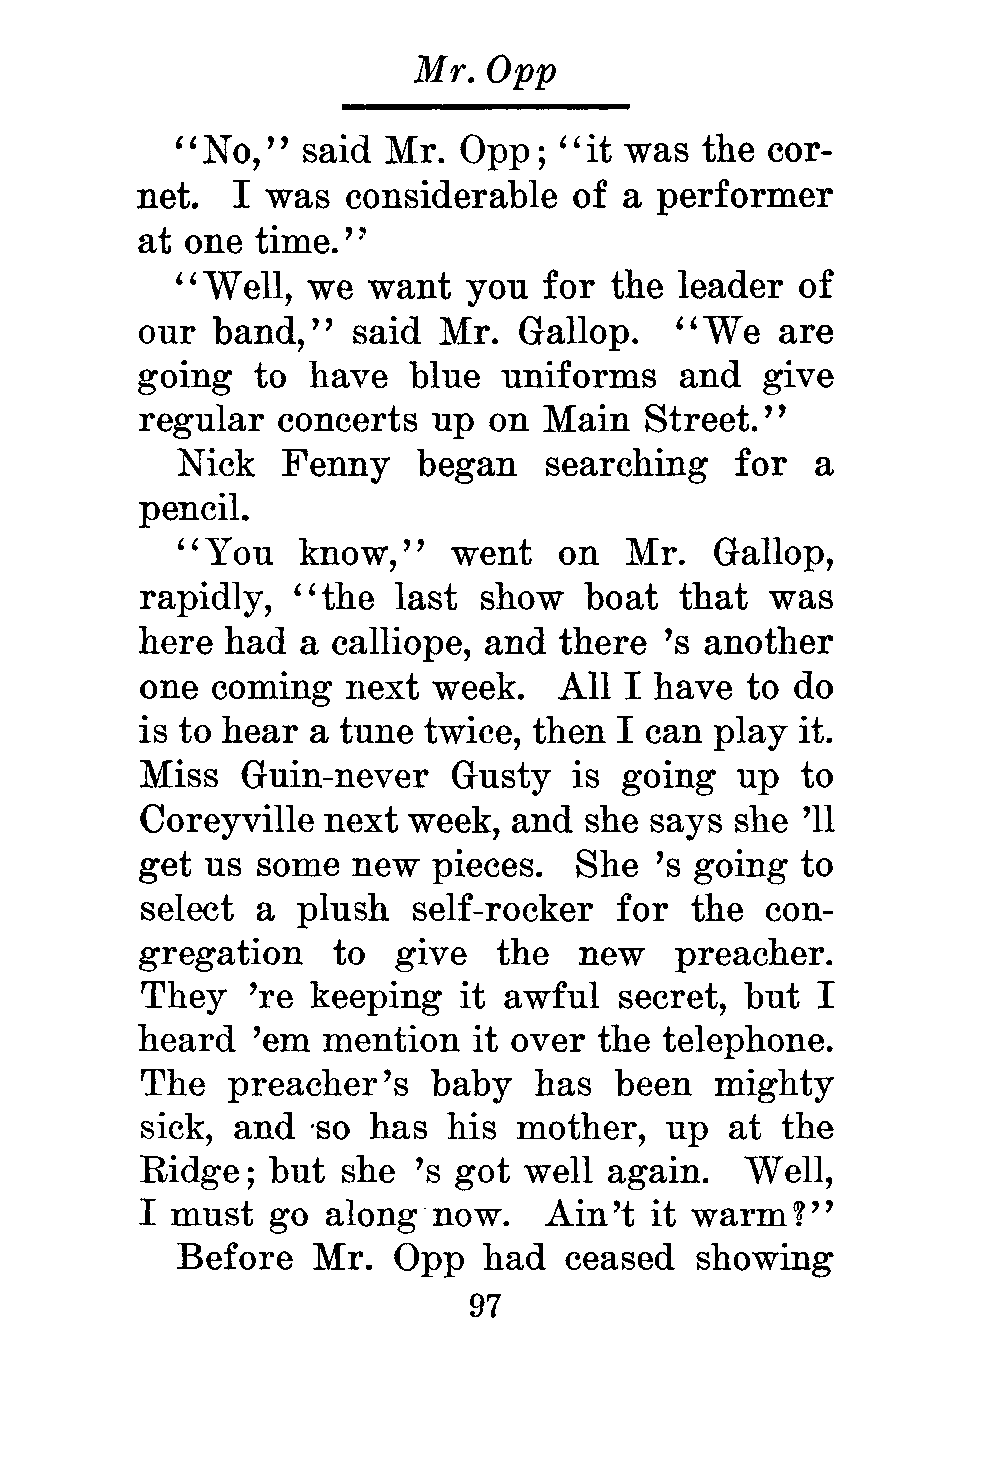 Mr. Opp
"No," said Mr. Opp; "it was the cor-
net. I was considerable of a performer
at one time."
"Well, we want you for the leader of
our band," said Mr. Gallop. "We are
going to have blue uniforms and give
regular concerts up on Main Street."
Nick Fenny began searching for a
pencil.
"You know," went on Mr. Gallop,
rapidly, "the last show boat that was
here had a calliope, and there 's another
one coming next week. All I have to do
is to hear a tune twice, then I can play it.
Miss Guin-never Gusty is going up to
Coreyville next week, and she says she 'll
get us some new pieces. She 's going to
select a plush self-rocker for the con-
gregation to give the new preacher.
They 're keeping it awful secret, but I
heard 'em mention it over the telephone.
The preacher's baby has been mighty
sick, and so has his mother, up at the
Ridge; but she 's got well again. Well,
I must go along now. Ain't it warm?"
Before Mr. Opp had ceased showing
97